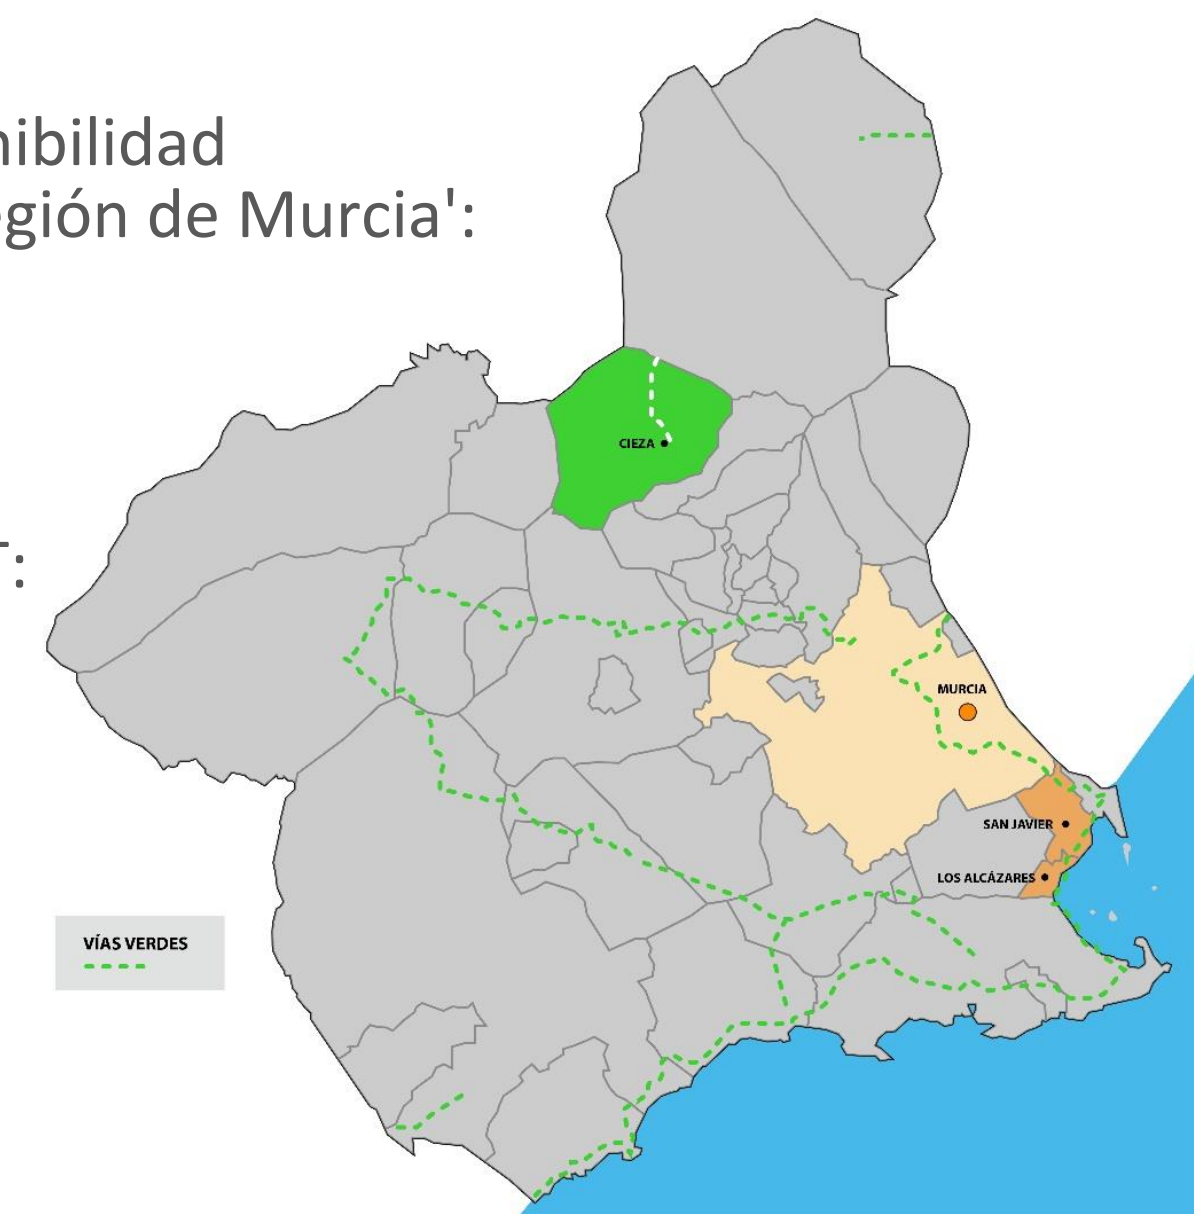 nibilidad
egión de Murcia':
T:
CIEZA
MURCIA
SAN JAVIER
LOS ALCÁZARES
VÍAS VERDES